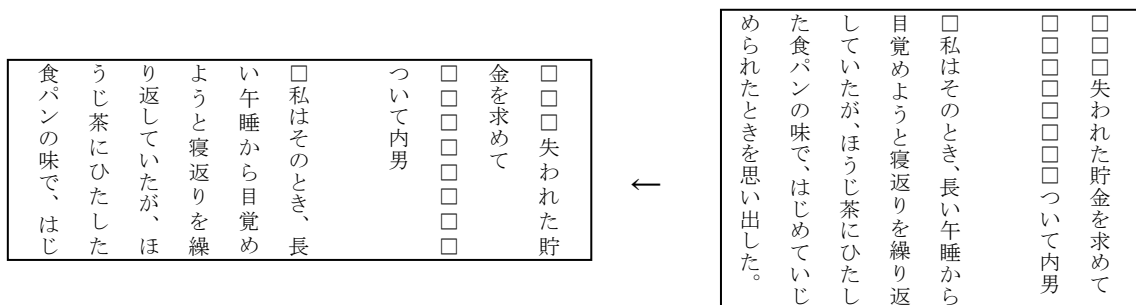 □□□失われた貯金を求めて
□□□□□□□□ついて内男
□私はそのとき、長い午睡から
目覚めようと寝返りを繰り返
していたが、ほうじ茶にひたし
た食パンの味で、はじめていじ
められたときを思い出した。
←
□□□失われた貯
金を求めて
□□□□□□□□
ついて内男
□私はそのとき、長
い午睡から目覚め
ようと寝返りを繰
り返していたが、ほ
うじ茶にひたした
食パンの味で、はじ